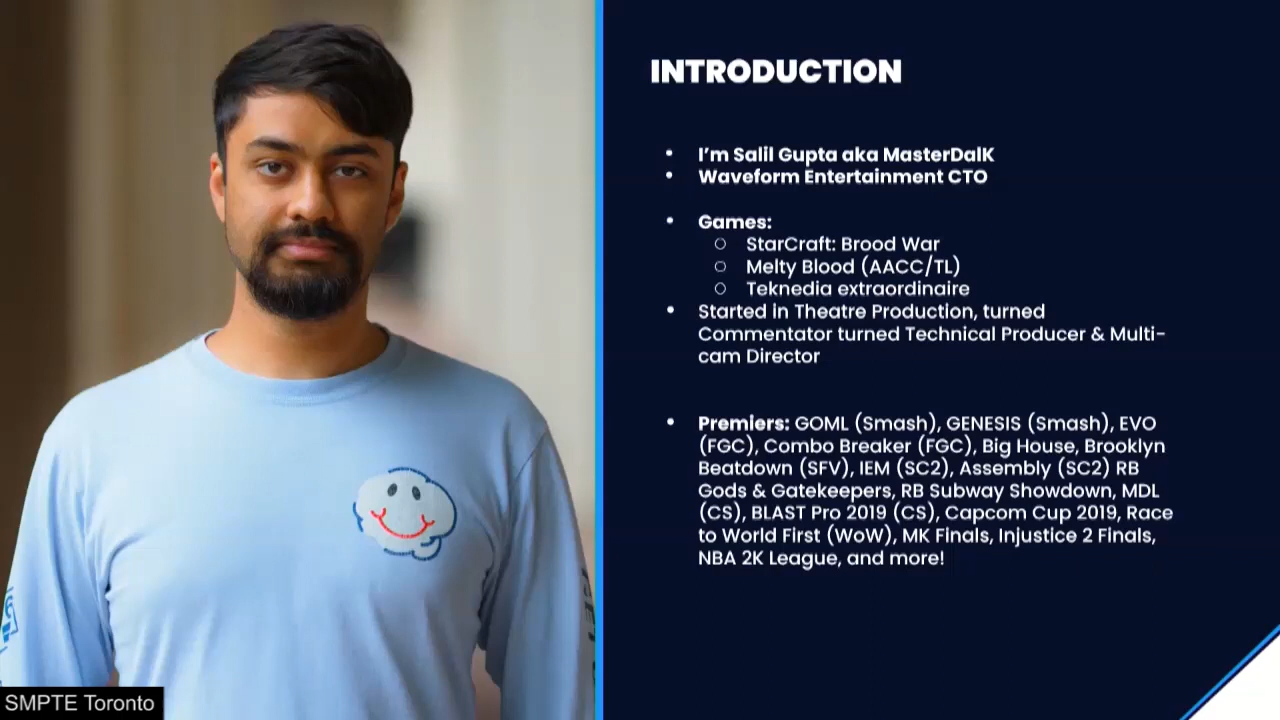 INTRODUCTION
• I'm Salil Gupta aka MasterDalK
• Waveform Entertainment CTO
• Games:
○ StarCraft: Brood War
○ Melty Blood (AACC/TL)
○ Teknedia extraordinaire
• Started in Theatre Production, turned
Commentator turned Technical Producer & Multi-
cam Director
• Premiers: GOML (Smash), GENESIS (Smash), EVO
(FGC), Combo Breaker (FGC), Big House, Brooklyn
Beatdown (SFV), IEM (SC2), Assembly (SC2) RB
Gods & Gatekeepers, RB Subway Showdown, MDL
(CS), BLAST Pro 2019 (CS), Capcom Cup 2019, Race
to World First (WoW), MK Finals, Injustice 2 Finals,
NBA 2K League, and more!
SMPTE Toronto